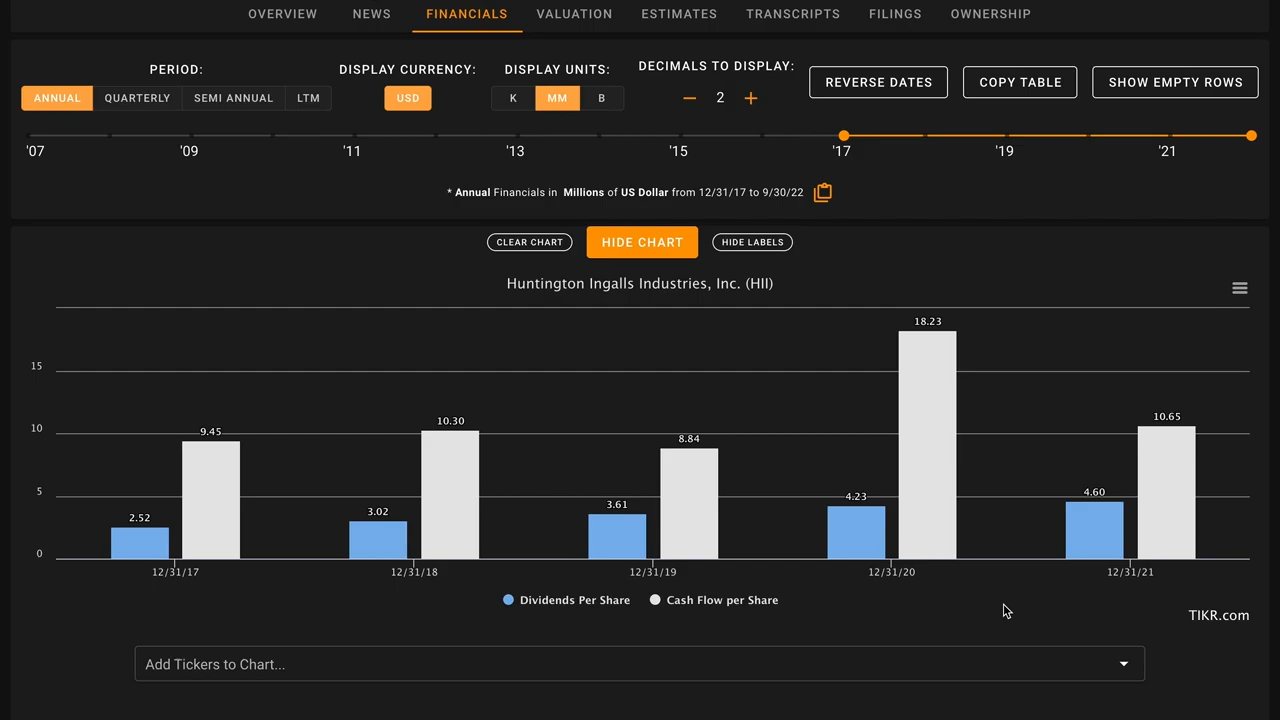 OVERVIEW NEWS FINANCIALS VALUATION ESTIMATES TRANSCRIPTS FILINGS OWNERSHIP
PERIOD: DISPLAY CURRENCY: DISPLAY UNITS: DECIMALS TO DISPLAY:
ANNUAL QUARTERLY SEMI ANNUAL LTM USD K MM B 2 REVERSE DATES COPY TABLE SHOW EMPTY ROWS
'07 '09 '11 '13 '15 '17 '19 '21
* Annual Financials in Millions of US Dollar from 12/31/17 to 9/30/22
CLEAR CHART HIDE CHART HIDE LABELS
Huntington Ingalls Industries, Inc. (HII)
18.23
15
10.30 10.65
10 9.45 8.84
5 4.23 4.60
2.52 3.02 3.61
0
12/31/17 12/31/18 12/31/19 12/31/20 12/31/21
Dividends Per Share Cash Flow per Share
TIKR.com
Add Tickers to Chart...